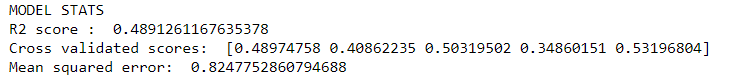 MODEL STATS
R2 score :  0.4891261167635378
Cross validated scores:  [0.48974758 0.40862235 0.50319502 0.34860151 0.53196804]
Mean squared error:  0.8247752860794688